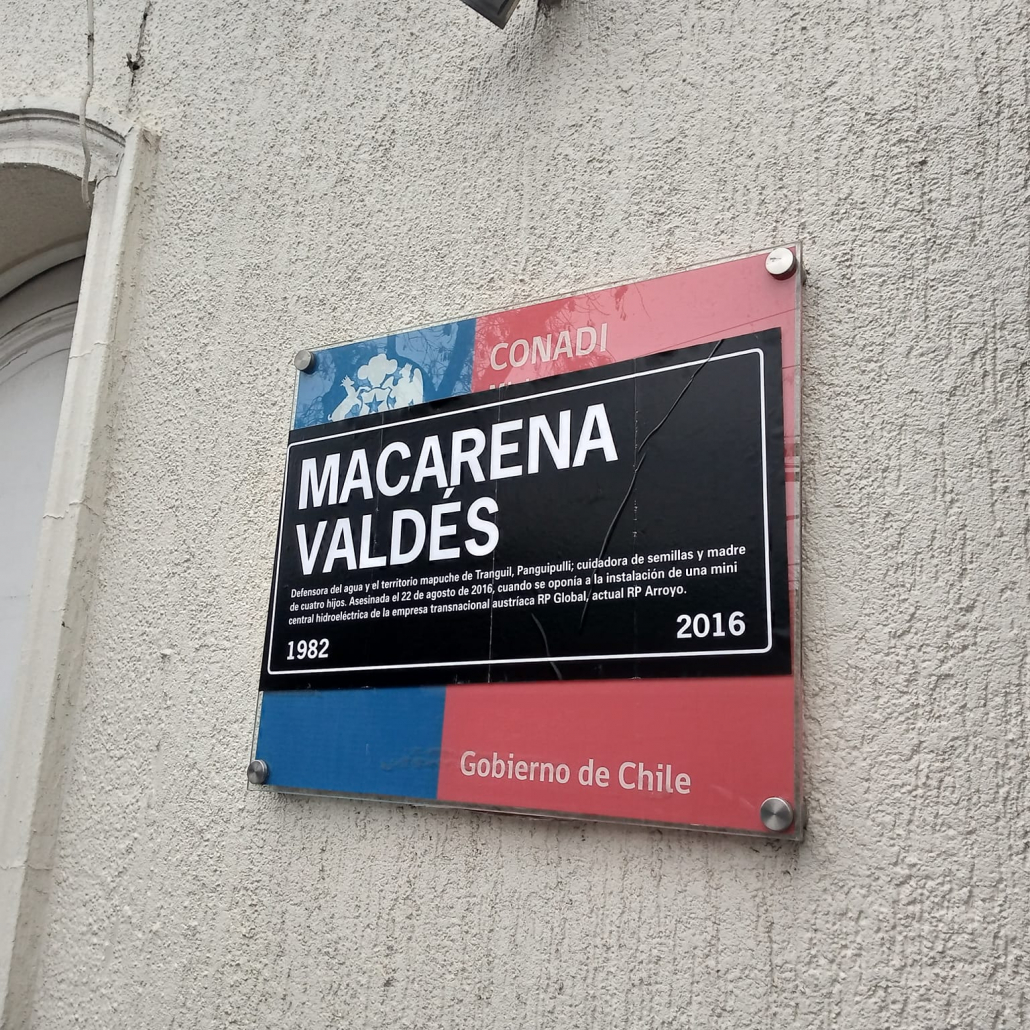 CONADI
MACARENA
VALDÉS
Defensora del agua y el territorio mapuche de Tranguil, Panguipulli; cuidadora de semillas y madre
de cuatro hijos. Asesinada el 22 de agosto de 2016, cuando se oponía a la instalación de una mini
central hidroeléctrica de la empresa transnacional austríaca RP Global, actual RP Arroyo.
1982
2016
Gobierno de Chile